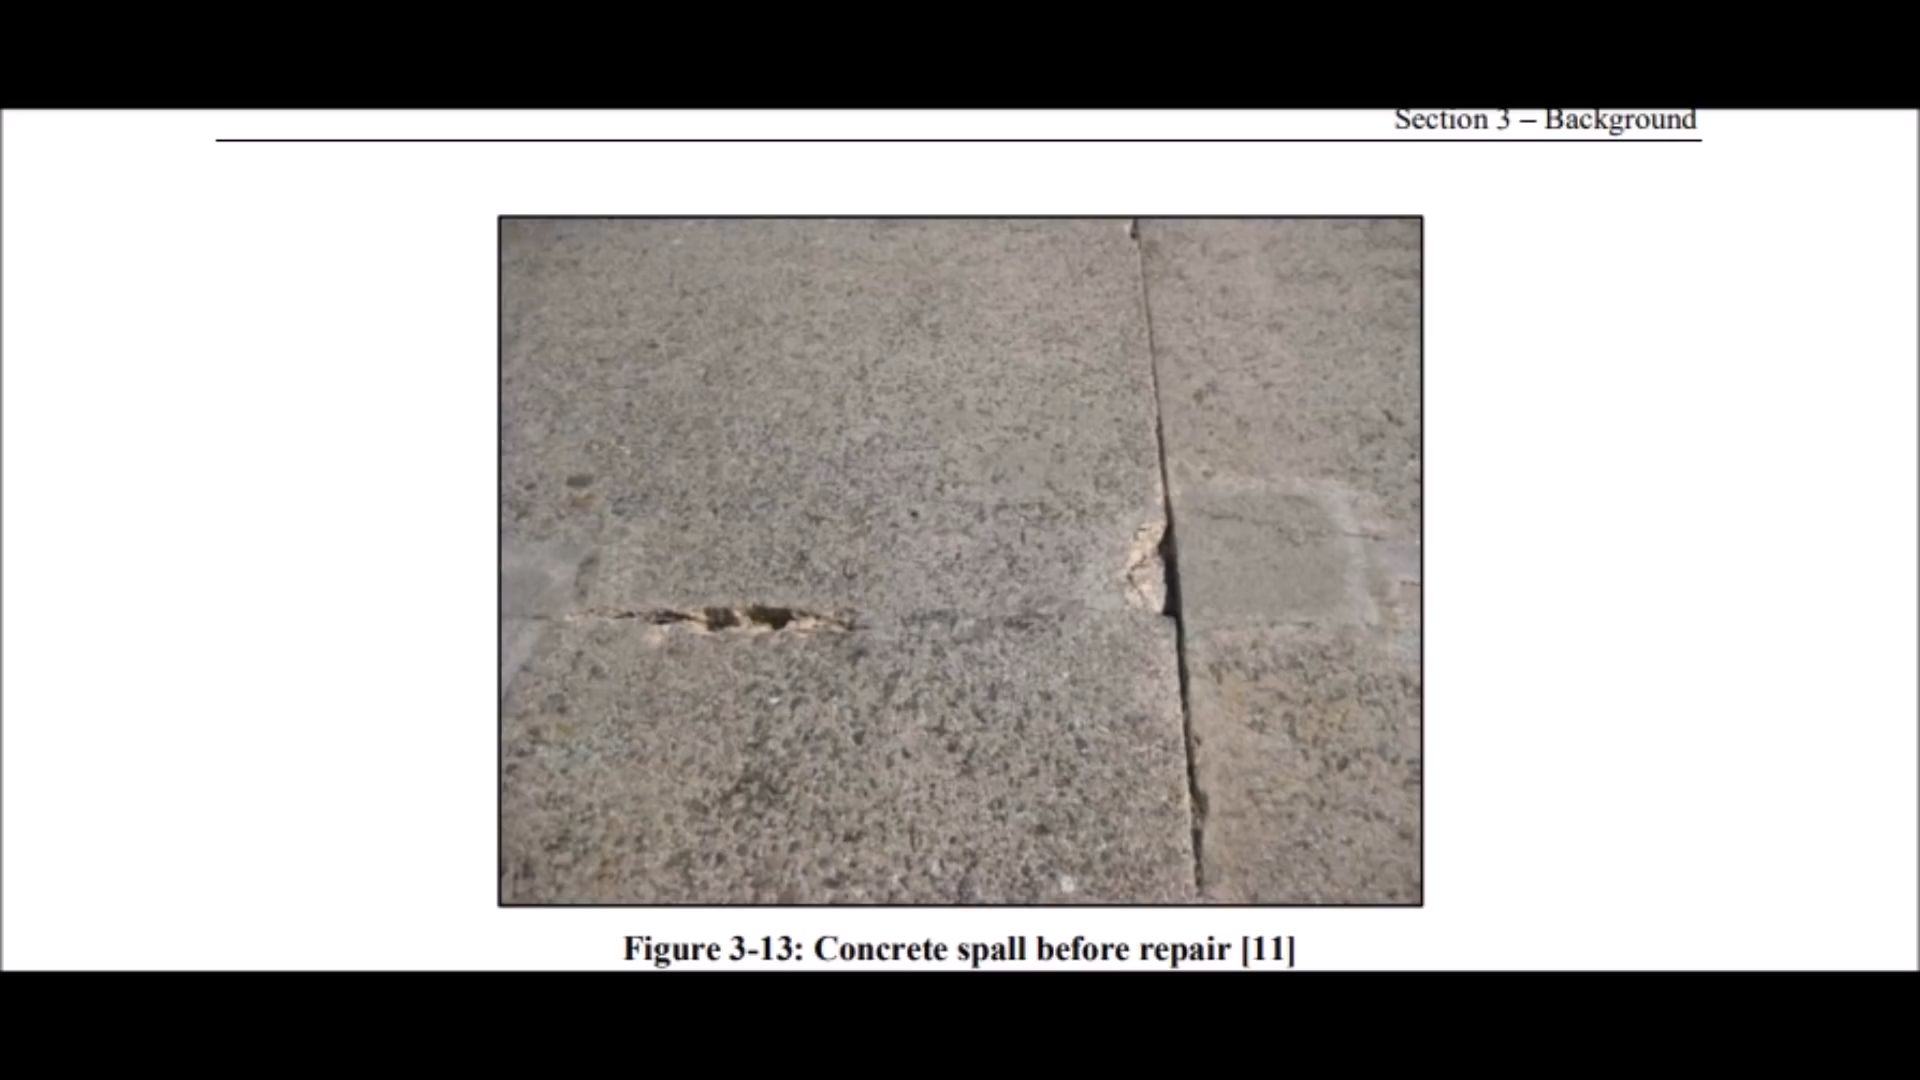 Section 3 – Background
Figure 3-13: Concrete spall before repair [11]